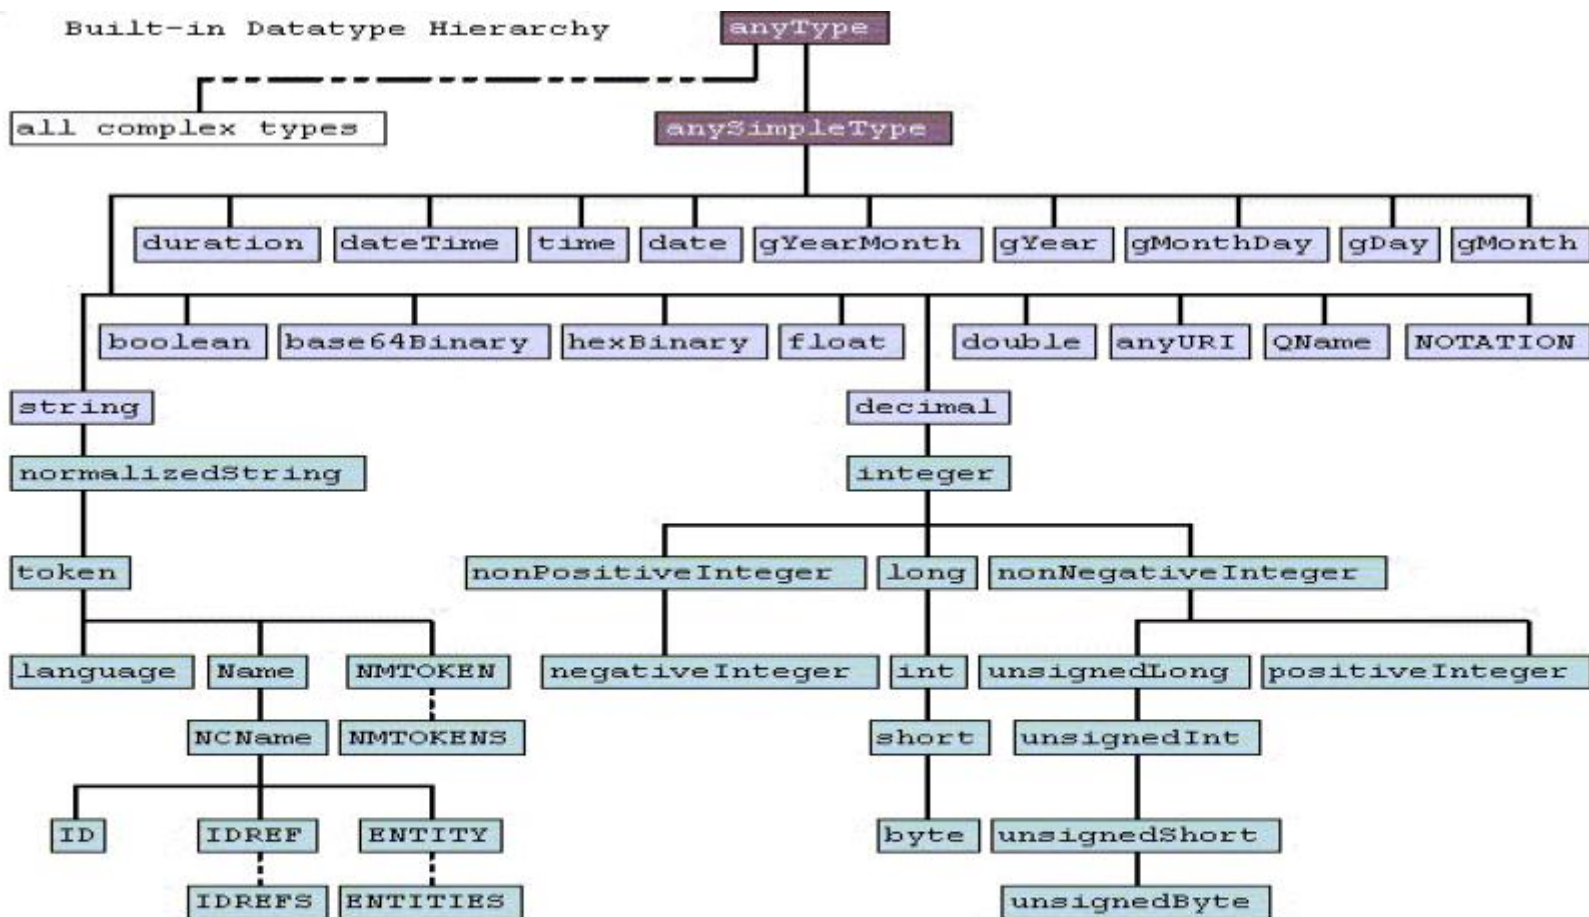 Built-in Datatype Hierarchy anyType
all complex types anySimpleType
duration dateTime time date gYearMonth gYear gMonthDay gDay gMonth
boolean base64Binary hexBinary float double anyURI QName NOTATION
string decimal
normalizedString integer
token nonPositiveInteger long nonNegativeInteger
language Name NMTOKEN negativeInteger int unsignedLong positiveInteger
NCName NMTOKENS short unsignedInt
ID IDREF ENTITY byte unsignedShort
IDREFS ENTITIES unsignedByte